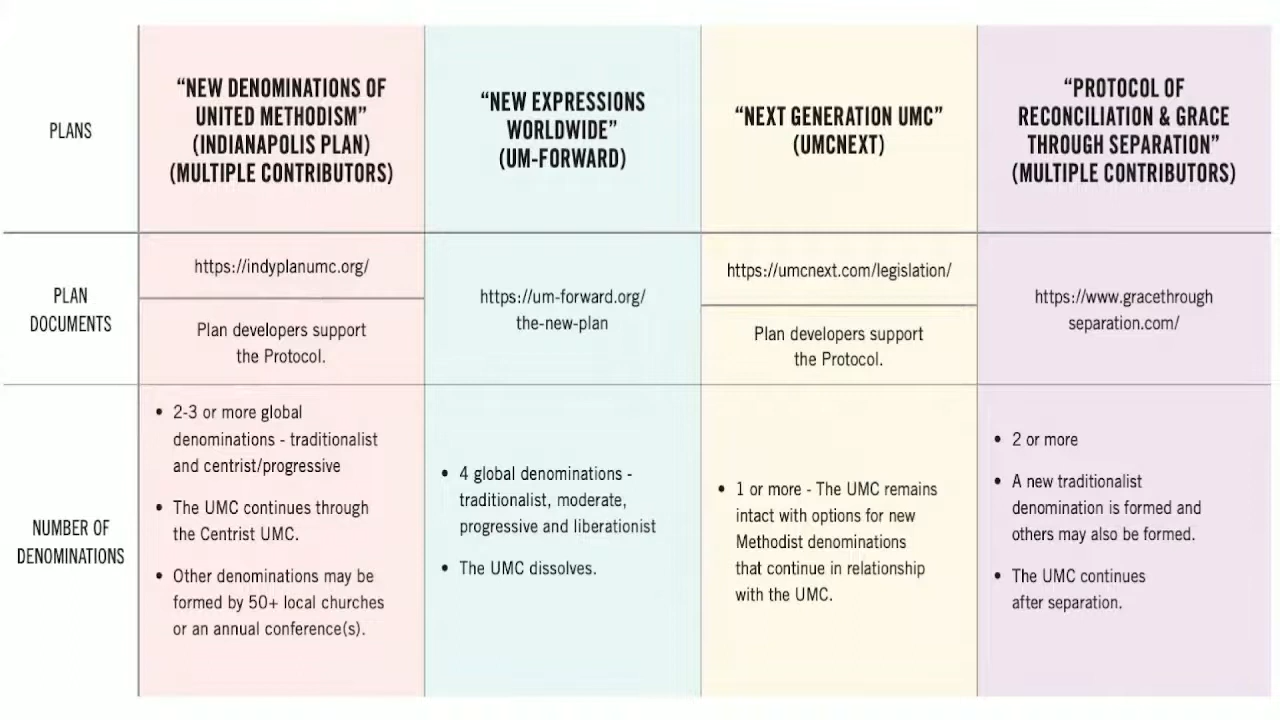 PLANS
“NEW DENOMINATIONS OF
UNITED METHODISM”
(INDIANAPOLIS PLAN)
(MULTIPLE CONTRIBUTORS)
“NEW EXPRESSIONS
WORLDWIDE”
(UM-FORWARD)
“NEXT GENERATION UMC”
(UMCNEXT)
“PROTOCOL OF
RECONCILIATION & GRACE
THROUGH SEPARATION”
(MULTIPLE CONTRIBUTORS)
PLAN
DOCUMENTS
https://indyplanumc.org/
Plan developers support
the Protocol.
https://um-forward.org/
the-new-plan
https://umcnext.com/legislation/
Plan developers support
the Protocol.
https://www.gracethrough
separation.com/
NUMBER OF
DENOMINATIONS
• 2-3 or more global
denominations - traditionalist
and centrist/progressive
• The UMC continues through
the Centrist UMC.
• Other denominations may be
formed by 50+ local churches
or an annual conference(s).
• 4 global denominations -
traditionalist, moderate,
progressive and liberationist
• The UMC dissolves.
• 1 or more - The UMC remains
intact with options for new
Methodist denominations
that continue in relationship
with the UMC.
• 2 or more
• A new traditionalist
denomination is formed and
others may also be formed.
• The UMC continues
after separation.